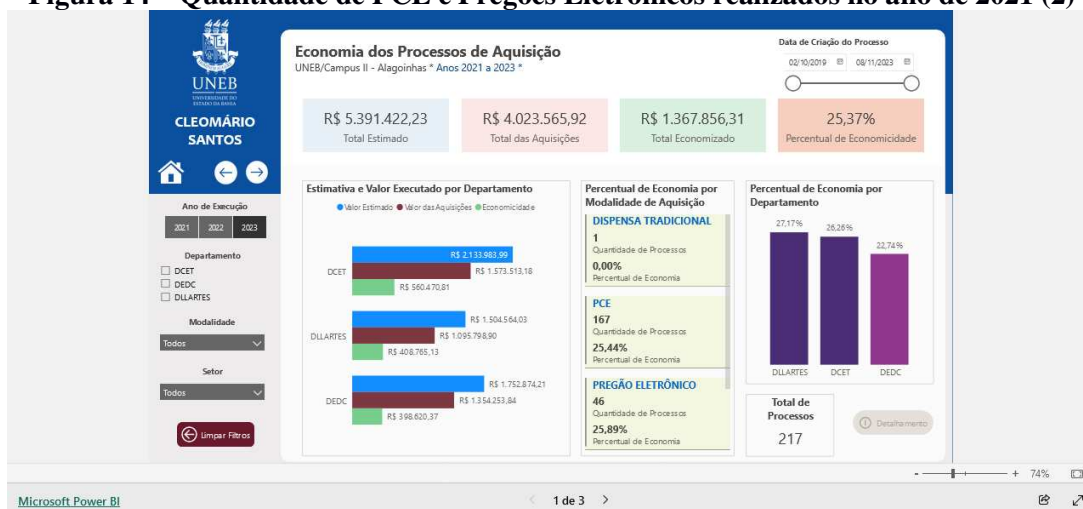 Figura 14 – Quantidade de PCE e Pregões Eletrônicos realizados no ano de 2021 (2)
UNEB
UNIVERSIDADE DO
ESTADO DA BAHIA
CLEOMÁRIO
SANTOS
Ano de Execução
2021 2022 2023
Departamento
DCET
DEDC
DLLARTES
Modalidade
Todos
Setor
Todos
Limpar Filtros
Economia dos Processos de Aquisição
UNEB/Campus II - Alagoinhas * Anos 2021 a 2023 *
Data de Criação do Processo
02/10/2019 08/11/2023
R$ 5.391.422,23
Total Estimado
R$ 4.023.565,92
Total das Aquisições
R$ 1.367.856,31
Total Economizado
25,37%
Percentual de Economicidade
Estimativa e Valor Executado por Departamento
Valor Estimado Valor das Aquisições Economicidade
DCET
R$ 2.133.983,99
R$ 1.573.513,18
R$ 560.470,81
DLLARTES
R$ 1.504.564,03
R$ 1.095.798,90
R$ 408.765,13
DEDC
R$ 1.752.874,21
R$ 1.354.253,84
R$ 398.620,37
Percentual de Economia por
Modalidade de Aquisição
DISPENSA TRADICIONAL
1
Quantidade de Processos
0,00%
Percentual de Economia
PCE
167
Quantidade de Processos
25,44%
Percentual de Economia
PREGÃO ELETRÔNICO
46
Quantidade de Processos
25,89%
Percentual de Economia
Percentual de Economia por
Departamento
27,17%
26,26%
22,74%
DLLARTES DCET DEDC
Total de
Processos
217
Detalhamento
- + 74%
Microsoft Power BI
< 1 de 3 >